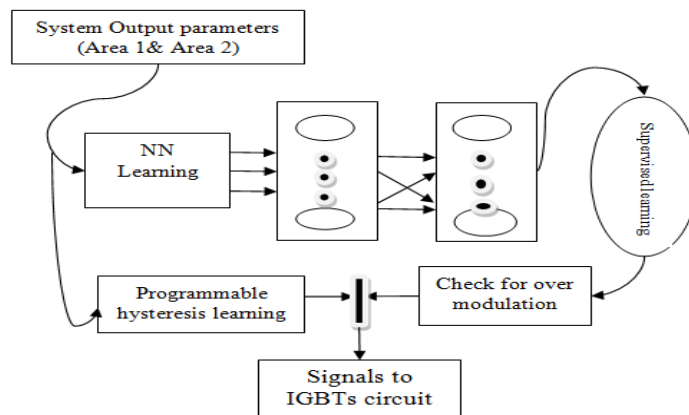 System Output parameters
(Area 1& Area 2)
NN
Learning
Supervised learning
Programmable
hysteresis learning
Check for over
modulation
Signals to
IGBTs circuit